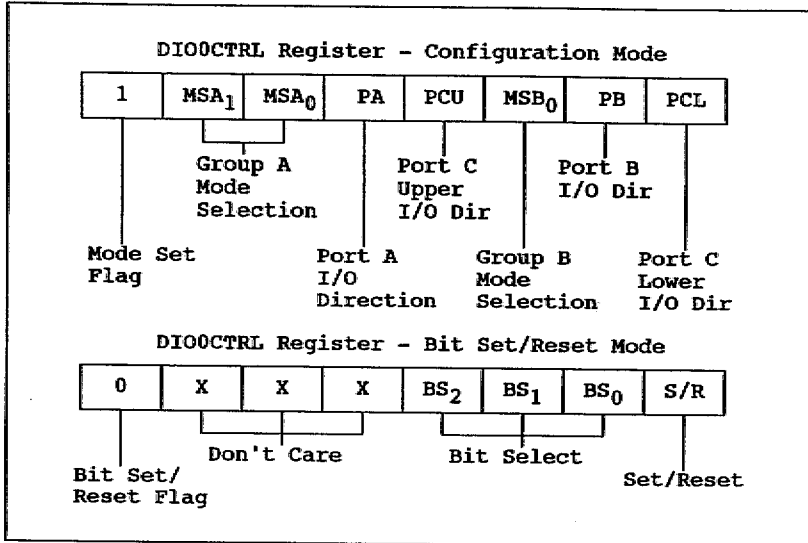 DIO0CTRL Register - Configuration Mode
1 MSA1 MSA0 PA PCU MSB0 PB PCL
Group A
Mode
Selection
Port C
Upper
I/O Dir
Port B
I/O Dir
Mode Set
Flag
Port A
I/O
Direction
Group B
Mode
Selection
Port C
Lower
I/O Dir
DIO0CTRL Register - Bit Set/Reset Mode
0 X X X BS2 BS1 BS0 S/R
Don't Care
Bit Select
Bit Set/
Reset Flag
Set/Reset